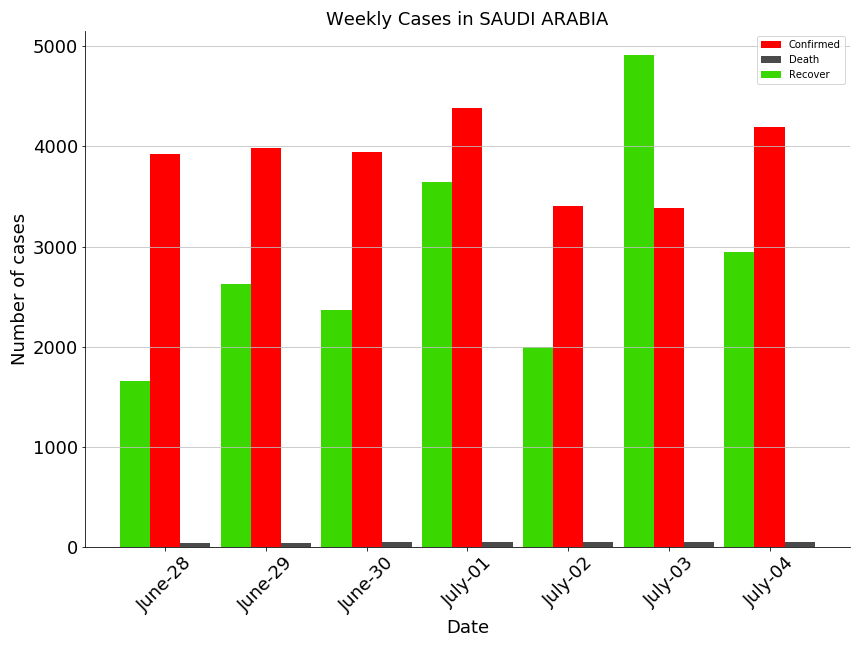 Weekly Cases in SAUDI ARABIA
Confirmed
Death
Recover
Number of cases
5000
4000
3000
2000
1000
0
June-28
June-29
June-30
July-01
July-02
July-03
July-04
Date